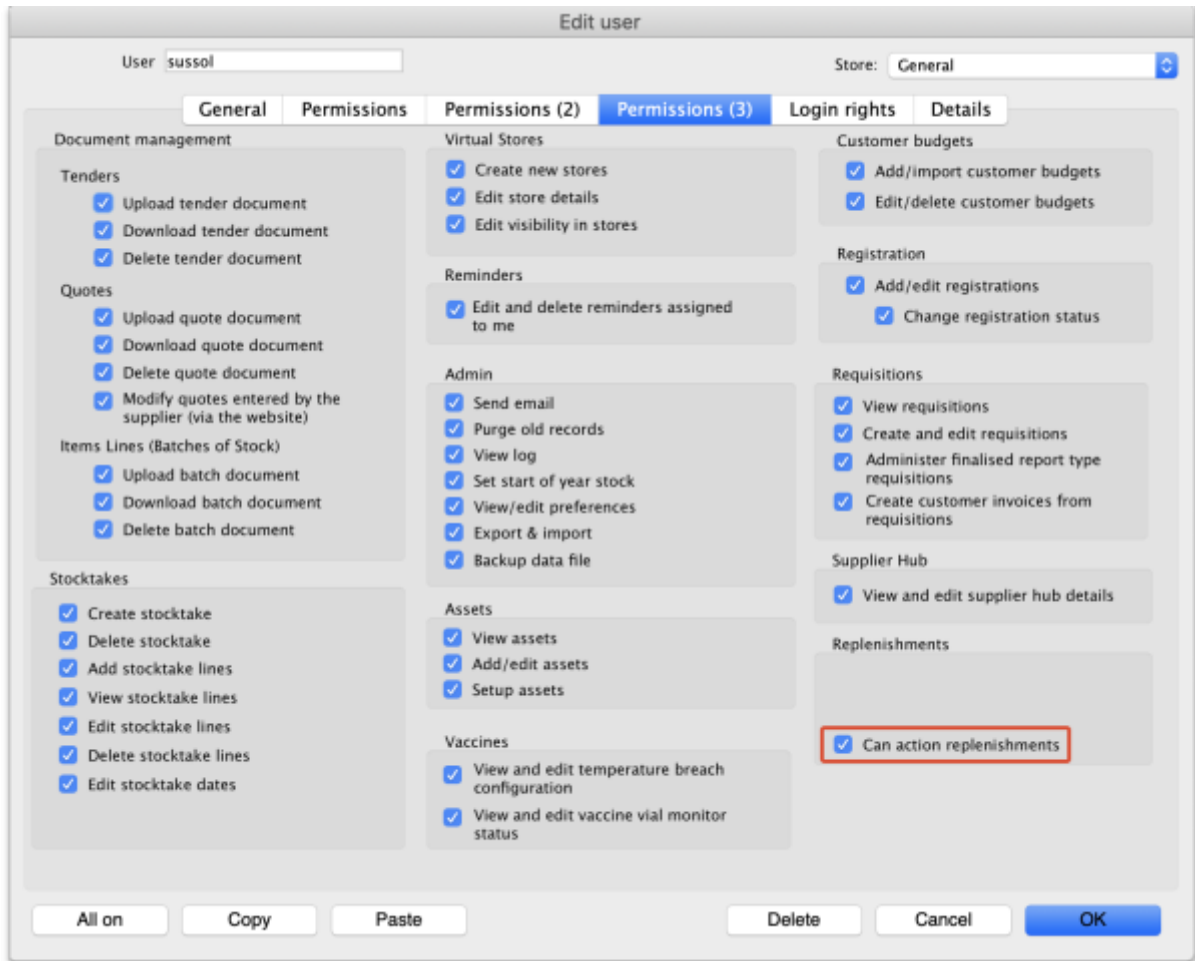 Edit user
User sussol
Store: General
General Permissions Permissions (2) Permissions (3) Login rights Details
Document management
Tenders
Upload tender document
Download tender document
Delete tender document
Quotes
Upload quote document
Download quote document
Delete quote document
Modify quotes entered by the
supplier (via the website)
Items Lines (Batches of Stock)
Upload batch document
Download batch document
Delete batch document
Stocktakes
Create stocktake
Delete stocktake
Add stocktake lines
View stocktake lines
Edit stocktake lines
Delete stocktake lines
Edit stocktake dates
Virtual Stores
Create new stores
Edit store details
Edit visibility in stores
Reminders
Edit and delete reminders assigned
to me
Admin
Send email
Purge old records
View log
Set start of year stock
View/edit preferences
Export & import
Backup data file
Assets
View assets
Add/edit assets
Setup assets
Vaccines
View and edit temperature breach
configuration
View and edit vaccine vial monitor
status
Customer budgets
Add/import customer budgets
Edit/delete customer budgets
Registration
Add/edit registrations
Change registration status
Requisitions
View requisitions
Create and edit requisitions
Administer finalised report type
requisitions
Create customer invoices from
requisitions
Supplier Hub
View and edit supplier hub details
Replenishments
Can action replenishments
All on Copy Paste Delete Cancel OK